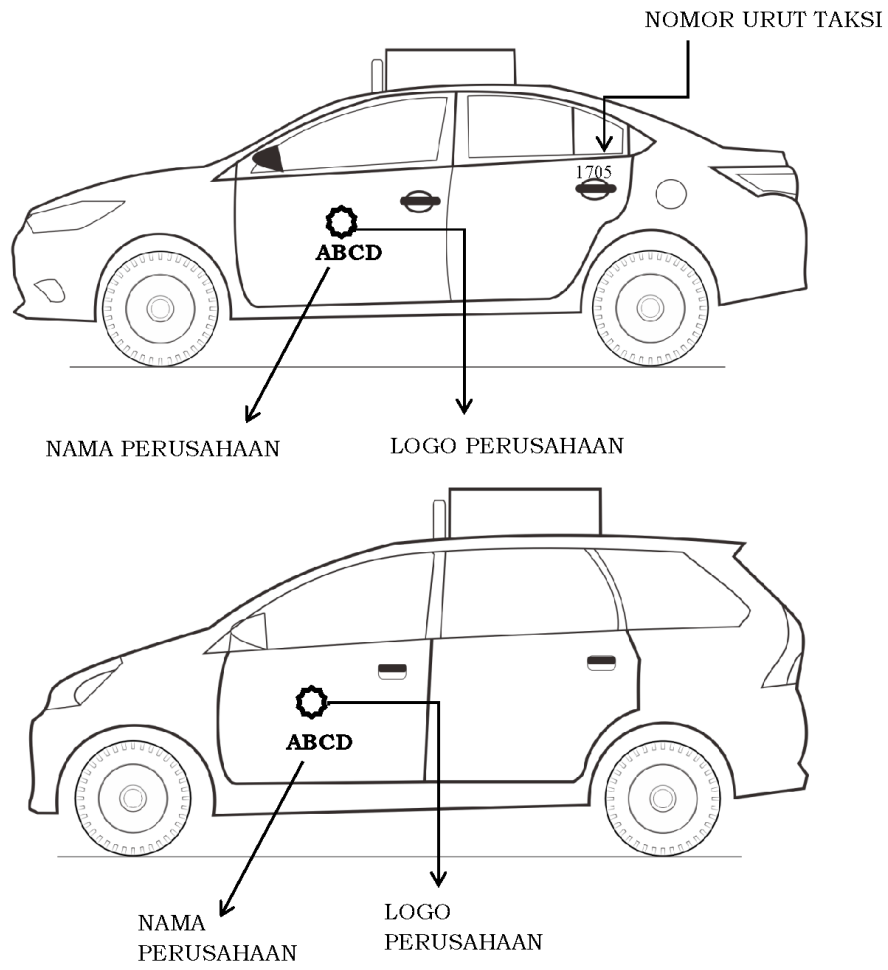 NOMOR URUT TAKSI
1705
ABCD
NAMA PERUSAHAAN
LOGO PERUSAHAAN
ABCD
NAMA
PERUSAHAAN
LOGO
PERUSAHAAN